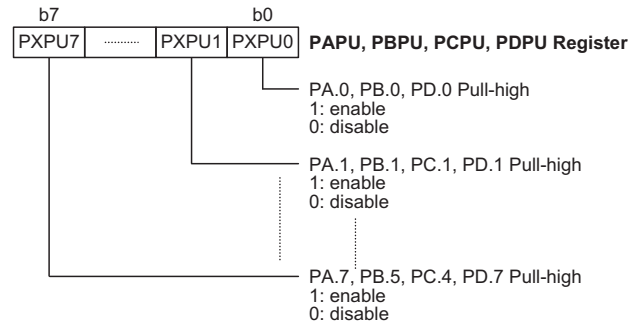 b7 b0
PXPU7 PXPU1 PXPU0 PAPU, PBPU, PCPU, PDPU Register
PA.0, PB.0, PD.0 Pull-high
1: enable
0: disable
PA.1, PB.1, PC.1, PD.1 Pull-high
1: enable
0: disable
PA.7, PB.5, PC.4, PD.7 Pull-high
1: enable
0: disable